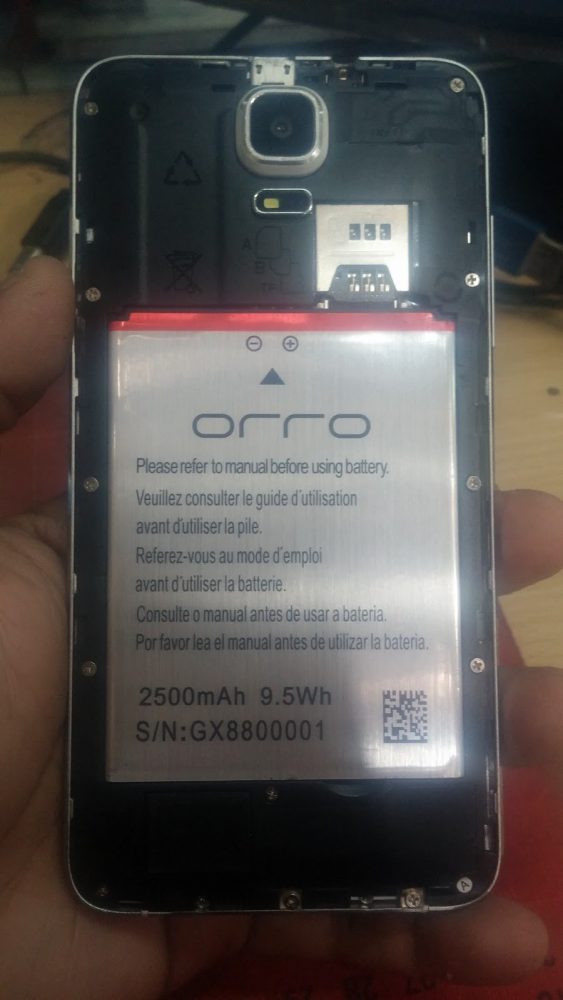 A
B
TF
⊖ ⊕
orro
Please refer to manual before using battery.
Veuillez consulter le guide d'utilisation
avant d'utiliser la pile.
Referez-vous au mode d'emploi
avant d'utiliser la batterie.
Consulte o manual antes de usar a bateria.
Por favor lea el manual antes de utilizar la bateria.
2500mAh 9.5Wh
S/N:GX8800001
A